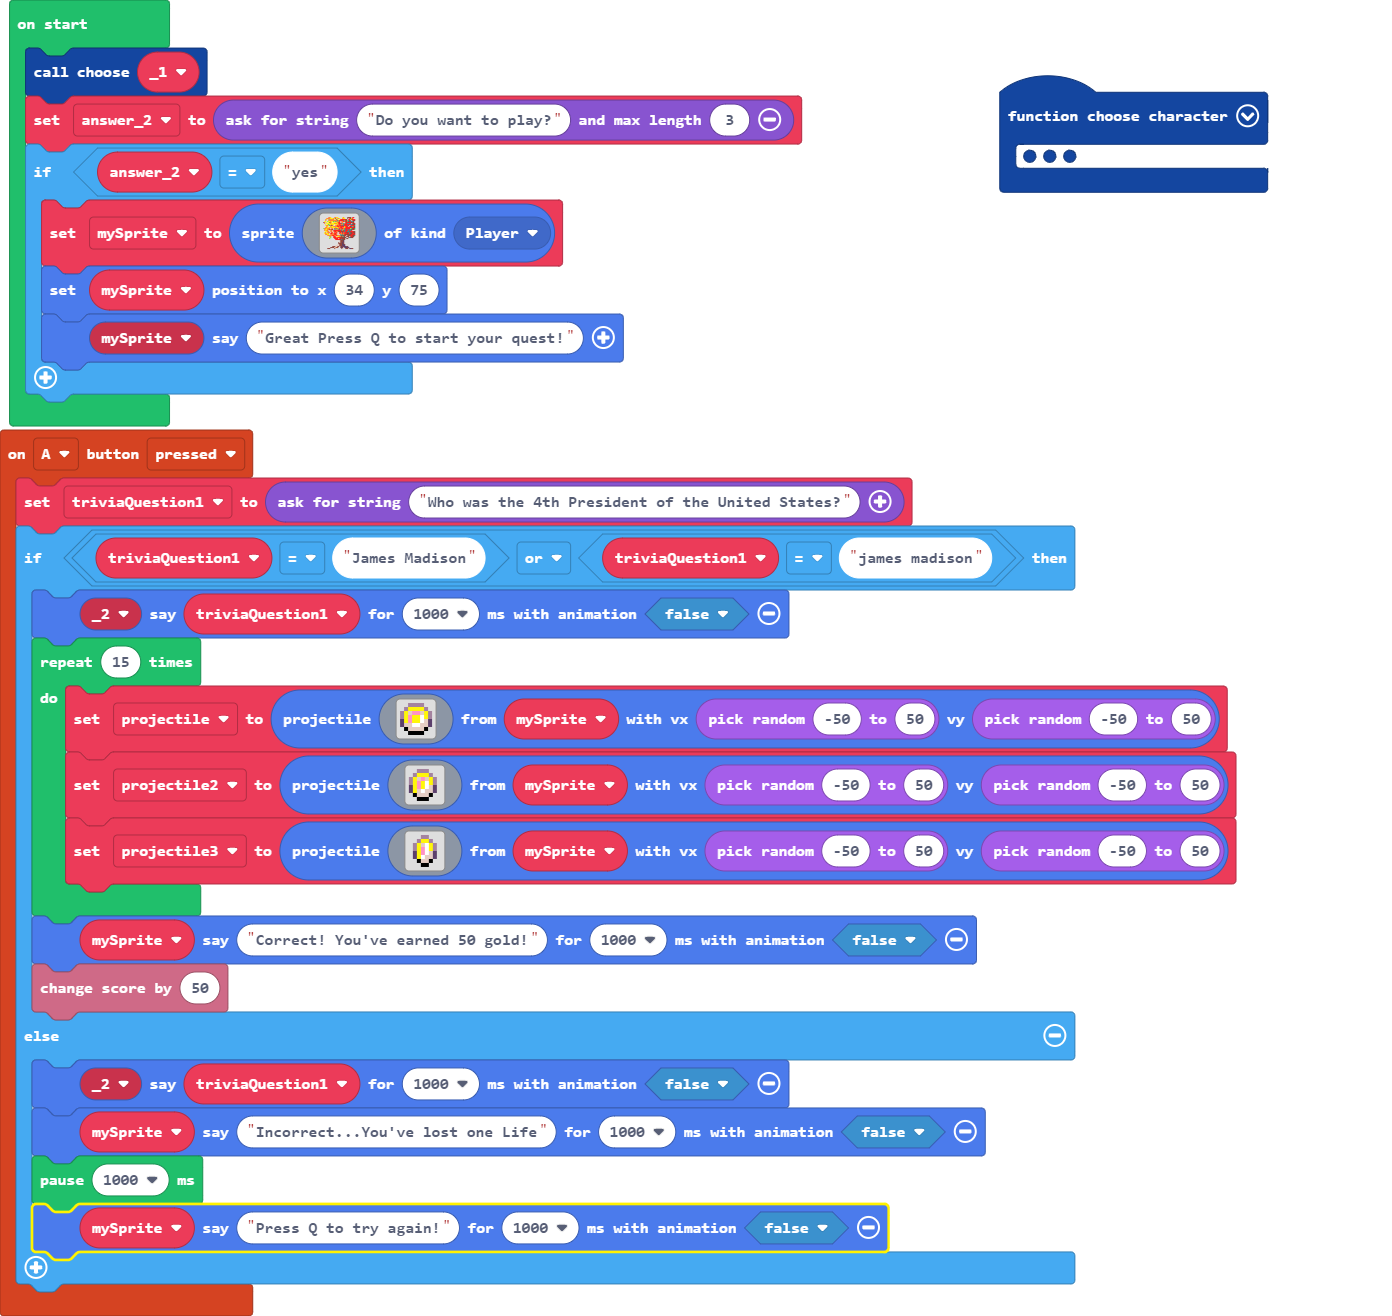 on start
call choose _1
function choose character
set answer_2 to ask for string "Do you want to play?" and max length 3
if answer_2 = "yes" then
set mySprite to sprite of kind Player
set mySprite position to x 34 y 75
mySprite say "Great Press Q to start your quest!"
on A button pressed
set triviaQuestion1 to ask for string "Who was the 4th President of the United States?"
if triviaQuestion1 = "James Madison" or triviaQuestion1 = "james madison" then
_2 say triviaQuestion1 for 1000 ms with animation false
repeat 15 times
do
set projectile to projectile from mySprite with vx pick random -50 to 50 vy pick random -50 to 50
set projectile2 to projectile from mySprite with vx pick random -50 to 50 vy pick random -50 to 50
set projectile3 to projectile from mySprite with vx pick random -50 to 50 vy pick random -50 to 50
mySprite say "Correct! You've earned 50 gold!" for 1000 ms with animation false
change score by 50
else
_2 say triviaQuestion1 for 1000 ms with animation false
mySprite say "Incorrect...You've lost one Life" for 1000 ms with animation false
pause 1000 ms
mySprite say "Press Q to try again!" for 1000 ms with animation false